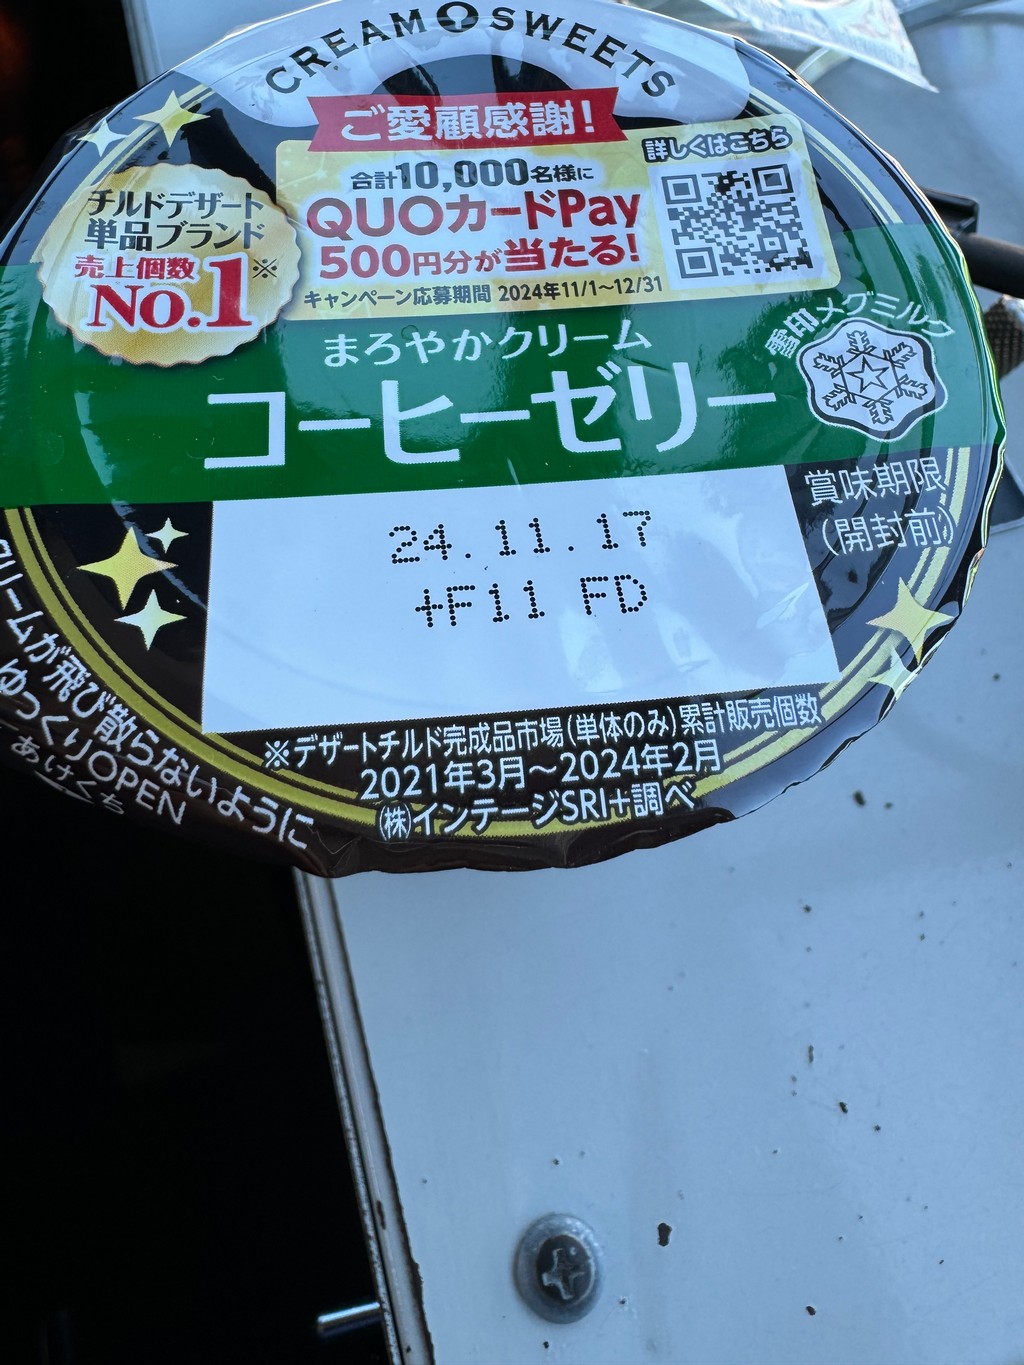 CREAM SWEETS
ご愛顧感謝!
合計10,000名様に
QUOカードPay
500円分が当たる!
キャンペーン応募期間 2024年11/1~12/31
詳しくはこちら
チルドデザート
単品ブランド
売上個数※
No.1
まろやかクリーム
コーヒーゼリー
雪印メグミルク
賞味期限
(開封前)
24.11.17
+F11 FD
※デザートチルド完成品市場(単体のみ)累計販売個数
2021年3月~2024年2月
(株)インテージSRI+調べ
クリームが飛び散らないように
ゆっくりOPEN
あけくち